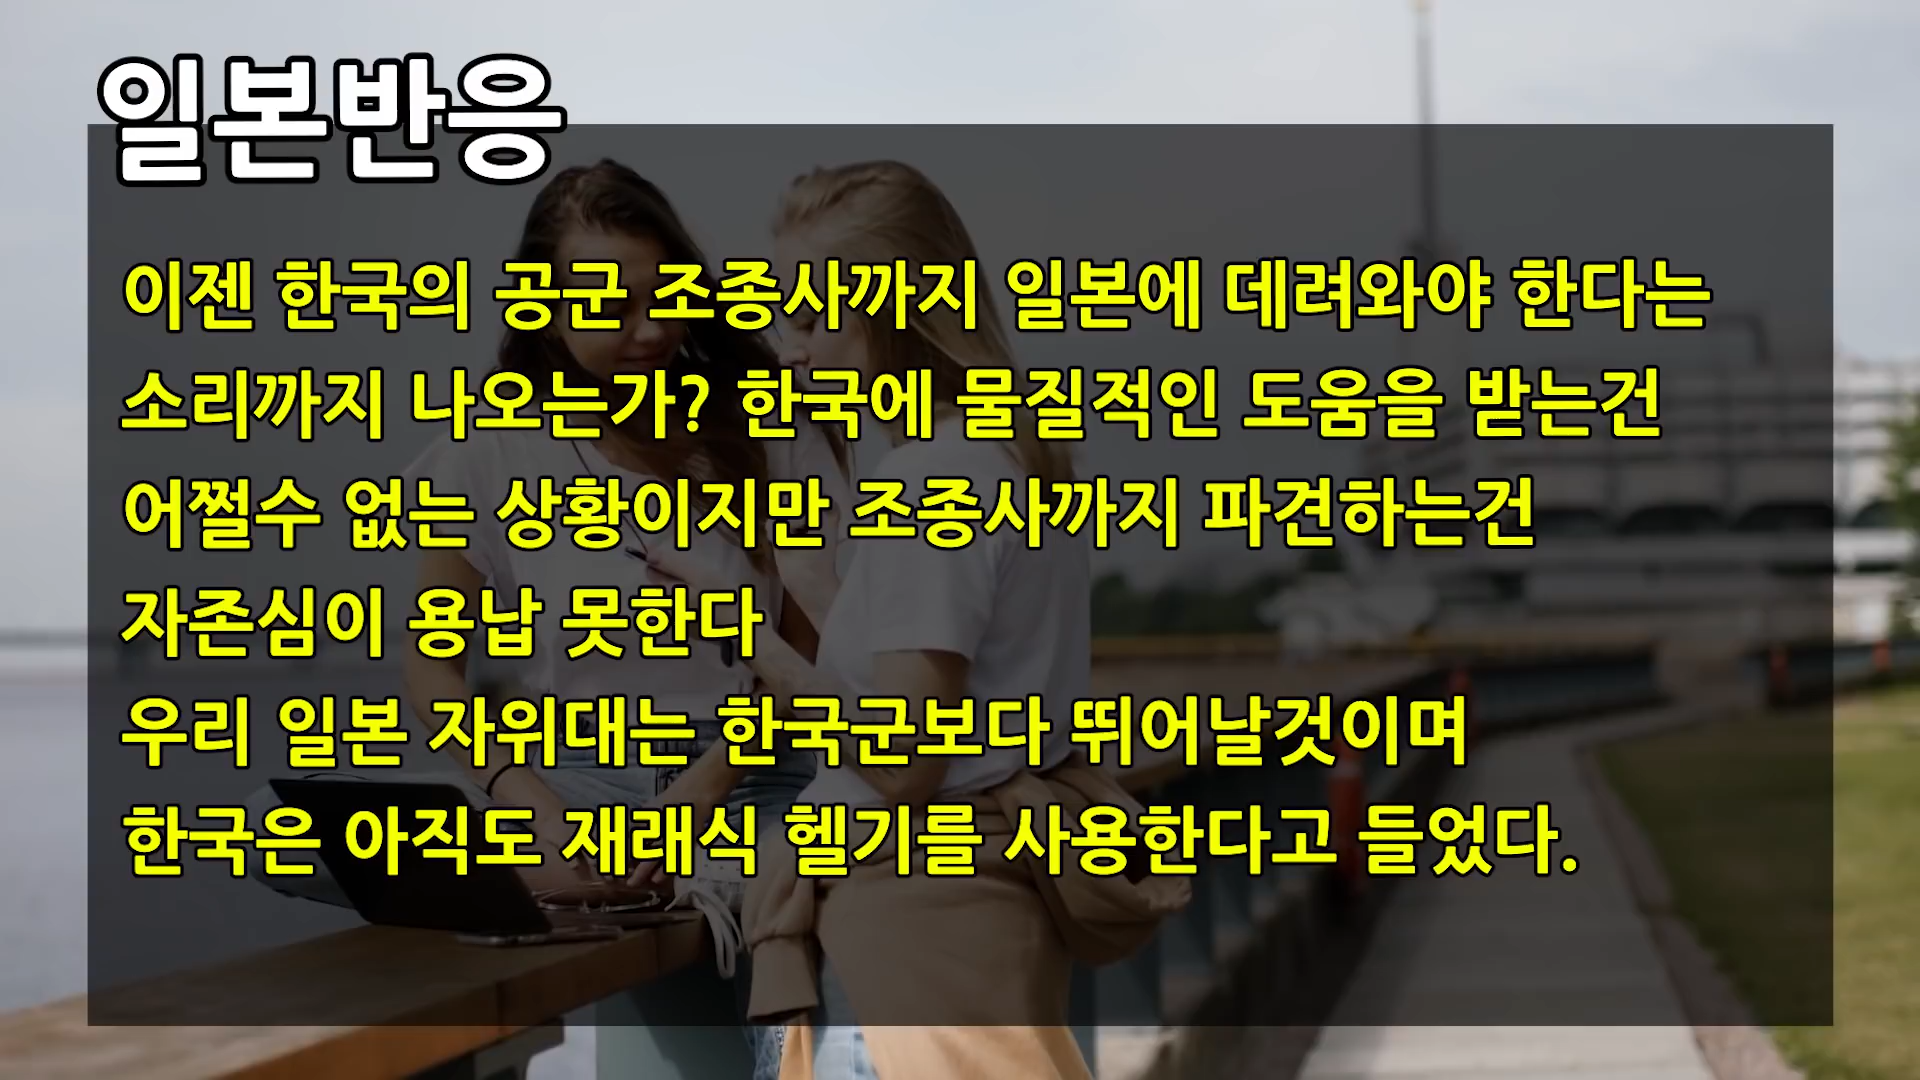 일본반응
이젠 한국의 공군 조종사까지 일본에 데려와야 한다는
소리까지 나오는가? 한국에 물질적인 도움을 받는건
어쩔수 없는 상황이지만 조종사까지 파견하는건
자존심이 용납 못한다
우리 일본 자위대는 한국군보다 뛰어날것이며
한국은 아직도 재래식 헬기를 사용한다고 들었다.